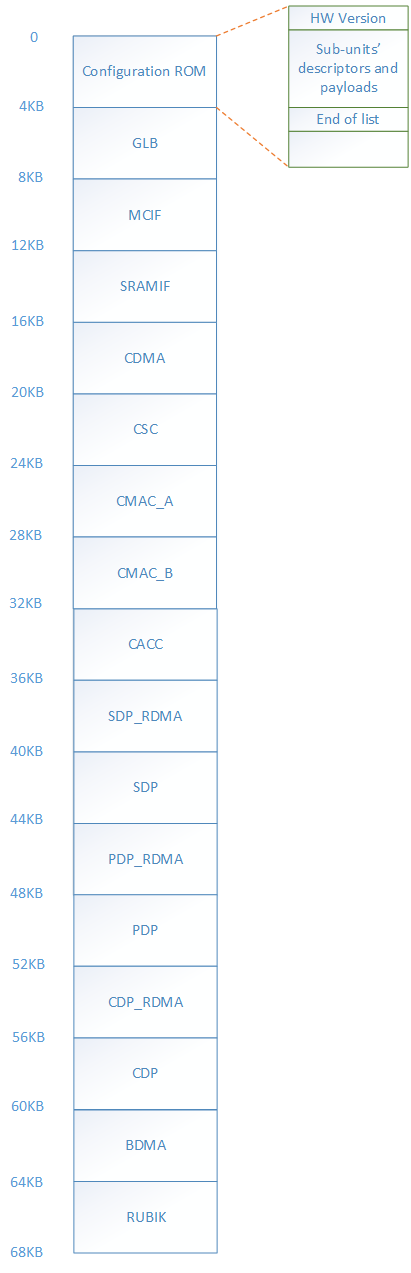 0
HW Version
Sub-units’
descriptors and
payloads
End of list
Configuration ROM
4KB
GLB
8KB
MCIF
12KB
SRAMIF
16KB
CDMA
20KB
CSC
24KB
CMAC_A
28KB
CMAC_B
32KB
CACC
36KB
SDP_RDMA
40KB
SDP
44KB
PDP_RDMA
48KB
PDP
52KB
CDP_RDMA
56KB
CDP
60KB
BDMA
64KB
RUBIK
68KB